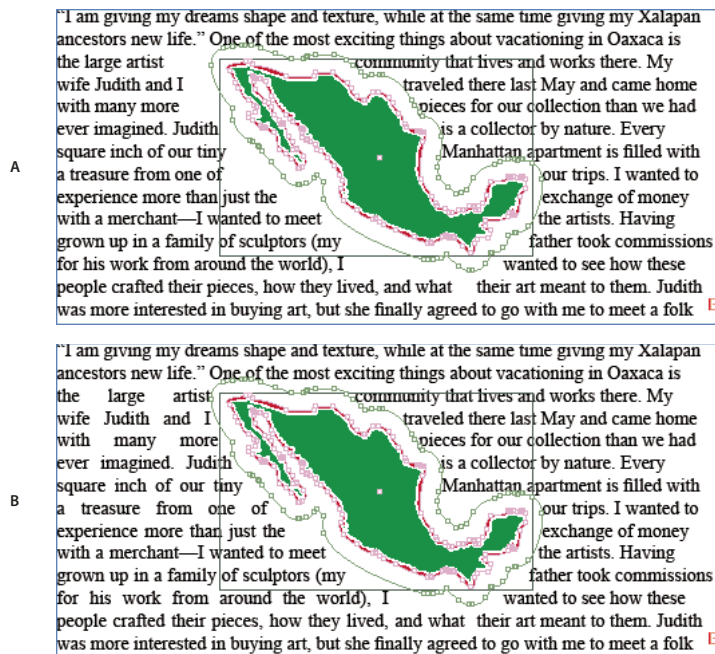 “I am giving my dreams shape and texture, while at the same time giving my Xalapan
ancestors new life.” One of the most exciting things about vacationing in Oaxaca is
the large artist community that lives and works there. My
wife Judith and I traveled there last May and came home
with many more pieces for our collection than we had
ever imagined. Judith is a collector by nature. Every
square inch of our tiny Manhattan apartment is filled with
a treasure from one of our trips. I wanted to
experience more than just the exchange of money
with a merchant—I wanted to meet the artists. Having
grown up in a family of sculptors (my father took commissions
for his work from around the world), I wanted to see how these
people crafted their pieces, how they lived, and what their art meant to them. Judith
was more interested in buying art, but she finally agreed to go with me to meet a folk
A
“I am giving my dreams shape and texture, while at the same time giving my Xalapan
ancestors new life.” One of the most exciting things about vacationing in Oaxaca is
the large artist community that lives and works there. My
wife Judith and I traveled there last May and came home
with many more pieces for our collection than we had
ever imagined. Judith is a collector by nature. Every
square inch of our tiny Manhattan apartment is filled with
a treasure from one of our trips. I wanted to
experience more than just the exchange of money
with a merchant—I wanted to meet the artists. Having
grown up in a family of sculptors (my father took commissions
for his work from around the world), I wanted to see how these
people crafted their pieces, how they lived, and what their art meant to them. Judith
was more interested in buying art, but she finally agreed to go with me to meet a folk
B